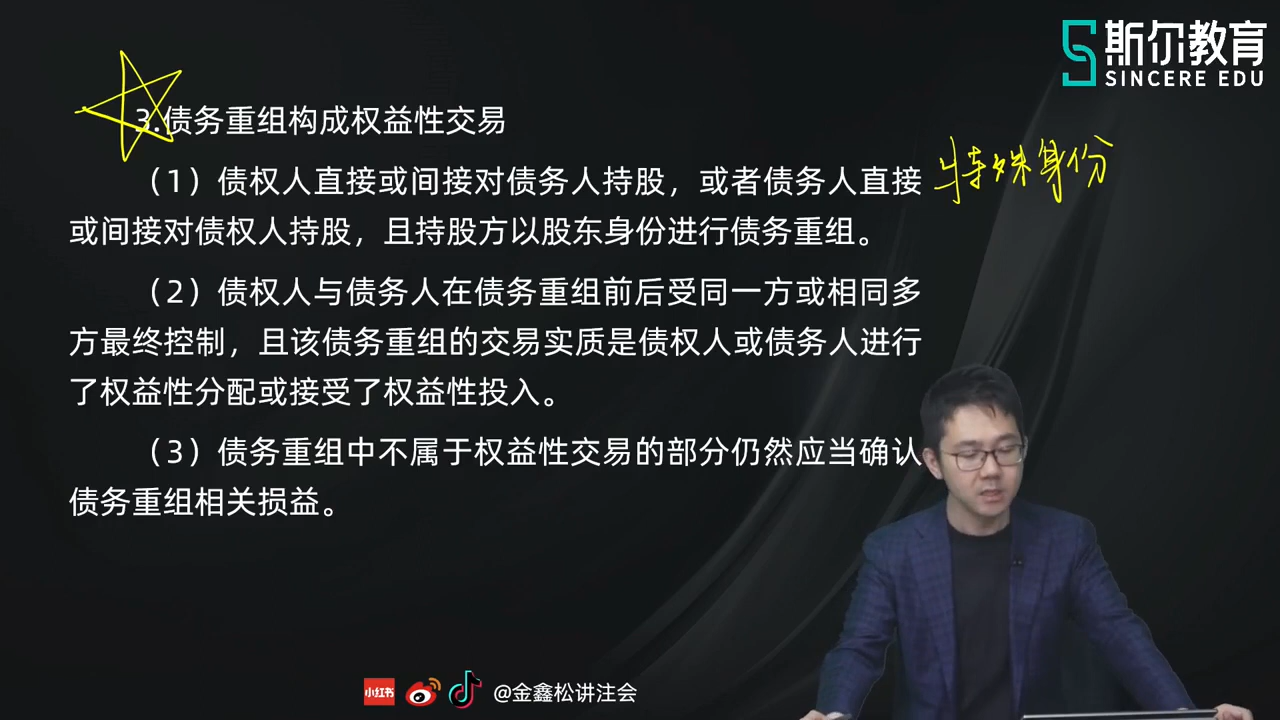 斯尔教育
SINCERE EDU
3.债务重组构成权益性交易
（1）债权人直接或间接对债务人持股，或者债务人直接
特殊身份
或间接对债权人持股，且持股方以股东身份进行债务重组。
（2）债权人与债务人在债务重组前后受同一方或相同多
方最终控制，且该债务重组的交易实质是债权人或债务人进行
了权益性分配或接受了权益性投入。
（3）债务重组中不属于权益性交易的部分仍然应当确认
债务重组相关损益。
小红书
@金鑫松讲注会